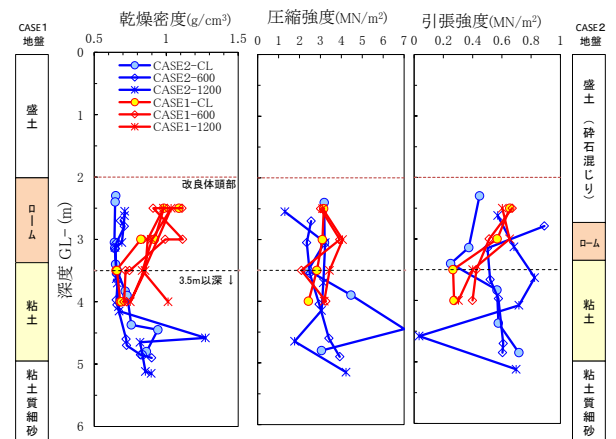 CASE1
地盤
盛土
ローム
粘土
粘土質細砂
乾燥密度(g/cm³)
0.5 1 1.5
0
1
2
3
4
5
6
深度 GL-(m)
CASE2-CL
CASE2-600
CASE2-1200
CASE1-CL
CASE1-600
CASE1-1200
改良体頭部
3.5m以深 ↓
圧縮強度(MN/m²)
0 1 2 3 4 5 6 7
引張強度(MN/m²)
0 0.2 0.4 0.6 0.8 1
CASE2
地盤
盛土(砕石混じり)
ローム
粘土
粘土質細砂